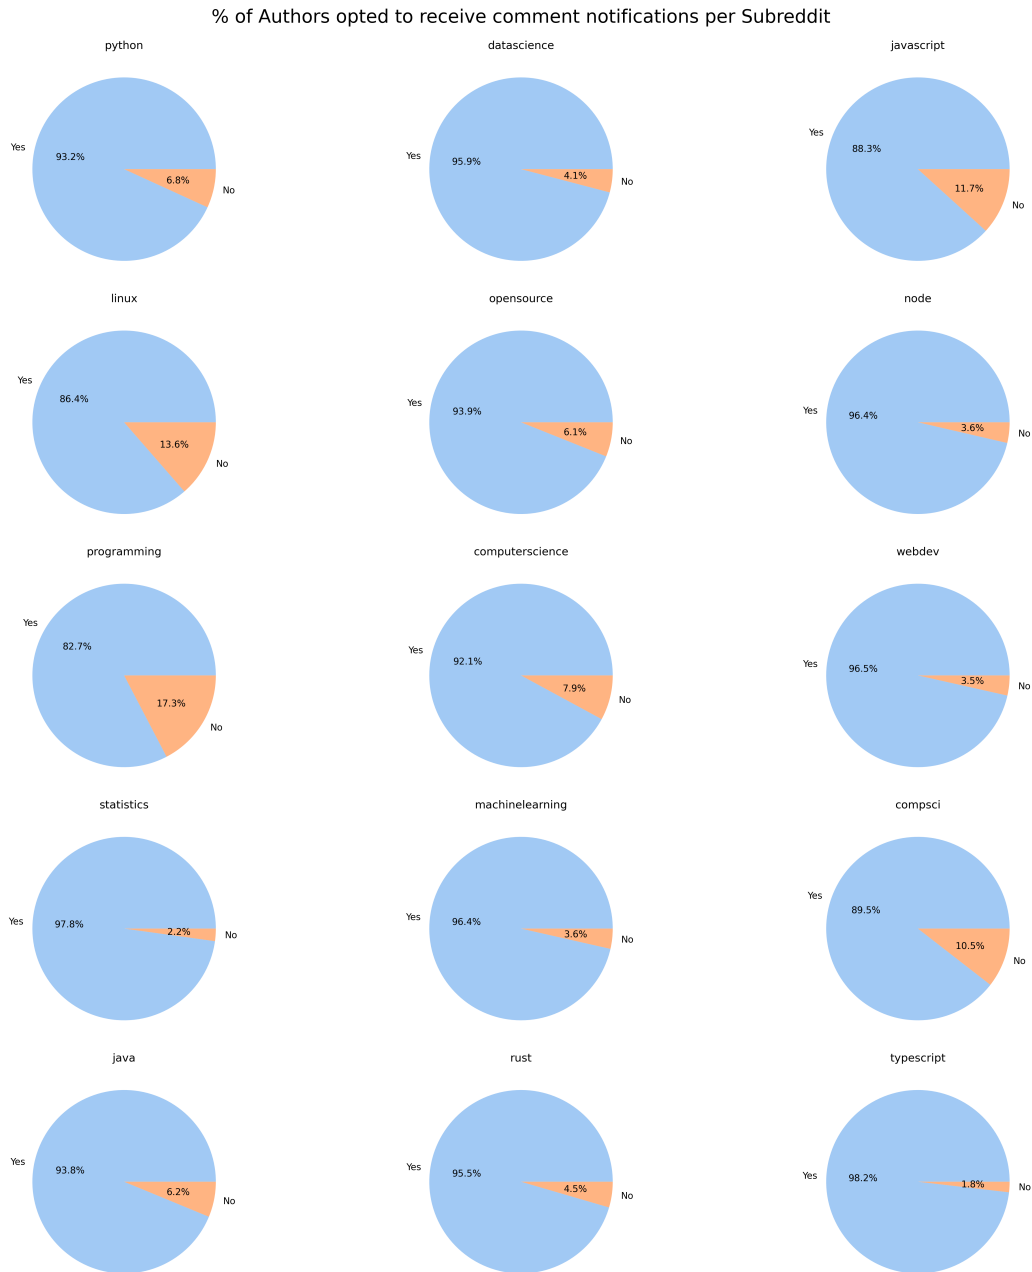 % of Authors opted to receive comment notifications per Subreddit
python
Yes
93.2%
6.8%
No
datascience
Yes
95.9%
4.1%
No
javascript
Yes
88.3%
11.7%
No
linux
Yes
86.4%
13.6%
No
opensource
Yes
93.9%
6.1%
No
node
Yes
96.4%
3.6%
No
programming
Yes
82.7%
17.3%
No
computerscience
Yes
92.1%
7.9%
No
webdev
Yes
96.5%
3.5%
No
statistics
Yes
97.8%
2.2%
No
machinelearning
Yes
96.4%
3.6%
No
compsci
Yes
89.5%
10.5%
No
java
Yes
93.8%
6.2%
No
rust
Yes
95.5%
4.5%
No
typescript
Yes
98.2%
1.8%
No